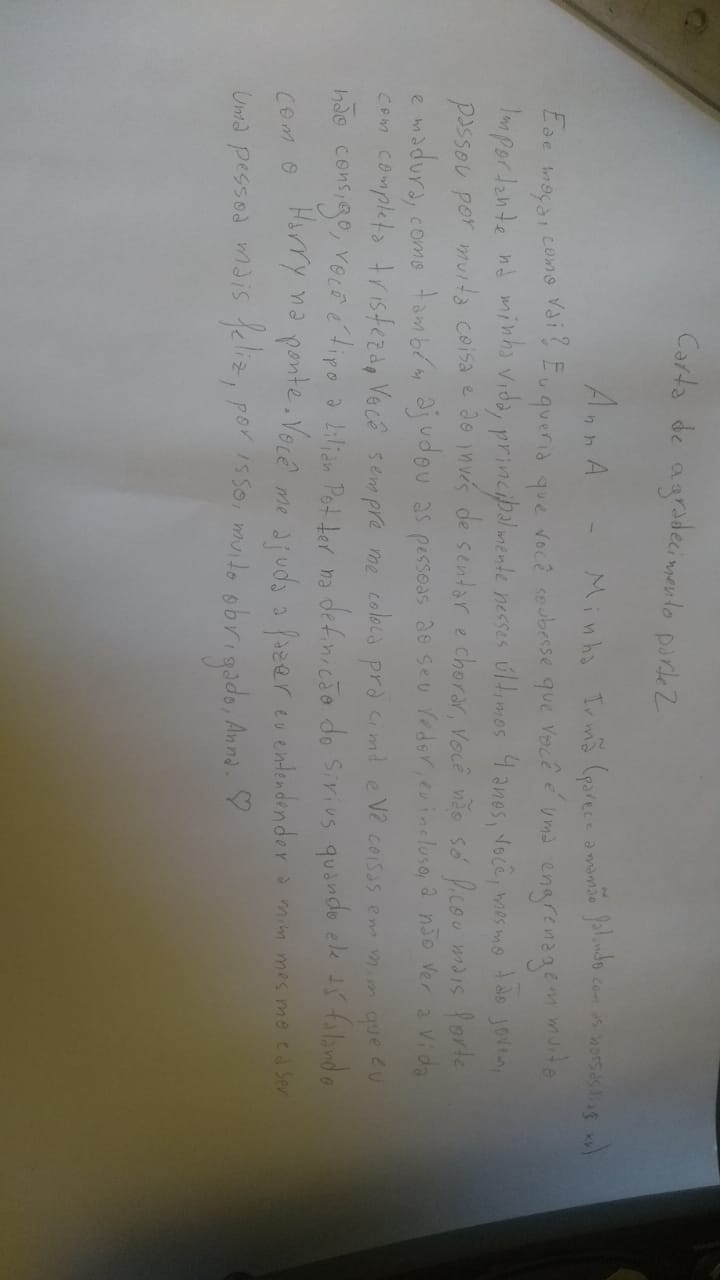 Carta de agradecimento parte 2
AnnA - Minha Irmã (parece a mamão falando com as nossas tias xv)
Eae moça, como vai? Eu queria que você soubesse que você é uma engrenagem muito
importante na minha vida, principalmente nesses últimos 4 anos, você, mesmo tão jovem,
passou por muita coisa e ao invés de sentar e chorar, você não só ficou mais forte
e madura, como também ajudou as pessoas ao seu redor, eu incluso, a não ver a vida
com completa tristeza. Você sempre me coloca pra cima e vê coisas em mim que eu
não consigo, você é tipo a Lilian Potter na definição do Sirius quando ele tá falando
com o Harry na ponte. Você me ajuda a fazer eu entendender a mim mesmo e a ser
uma pessoa mais feliz, por isso, muito obrigado, Anna. ♡